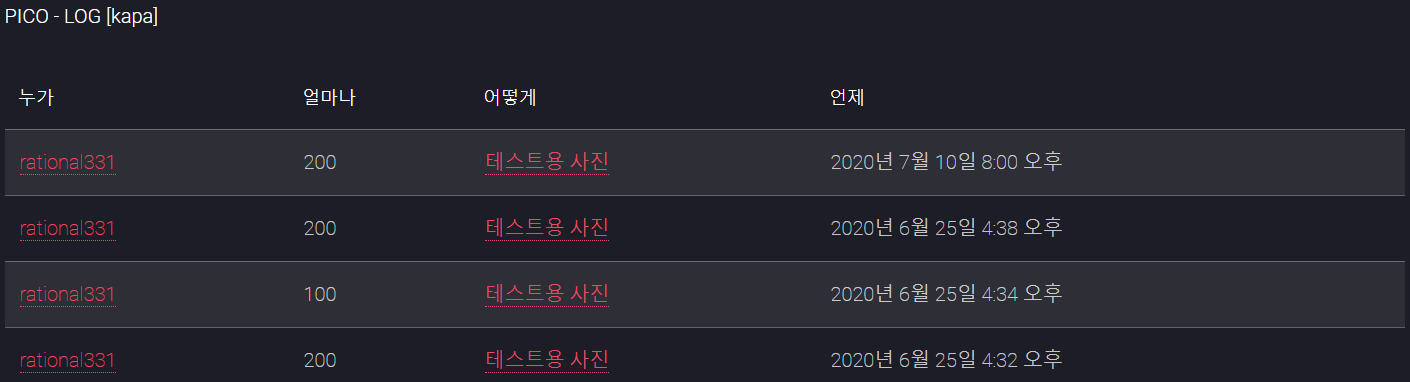 PICO - LOG [kapa]
누가 얼마나 어떻게 언제
rational331 200 테스트용 사진 2020년 7월 10일 8:00 오후
rational331 200 테스트용 사진 2020년 6월 25일 4:38 오후
rational331 100 테스트용 사진 2020년 6월 25일 4:34 오후
rational331 200 테스트용 사진 2020년 6월 25일 4:32 오후